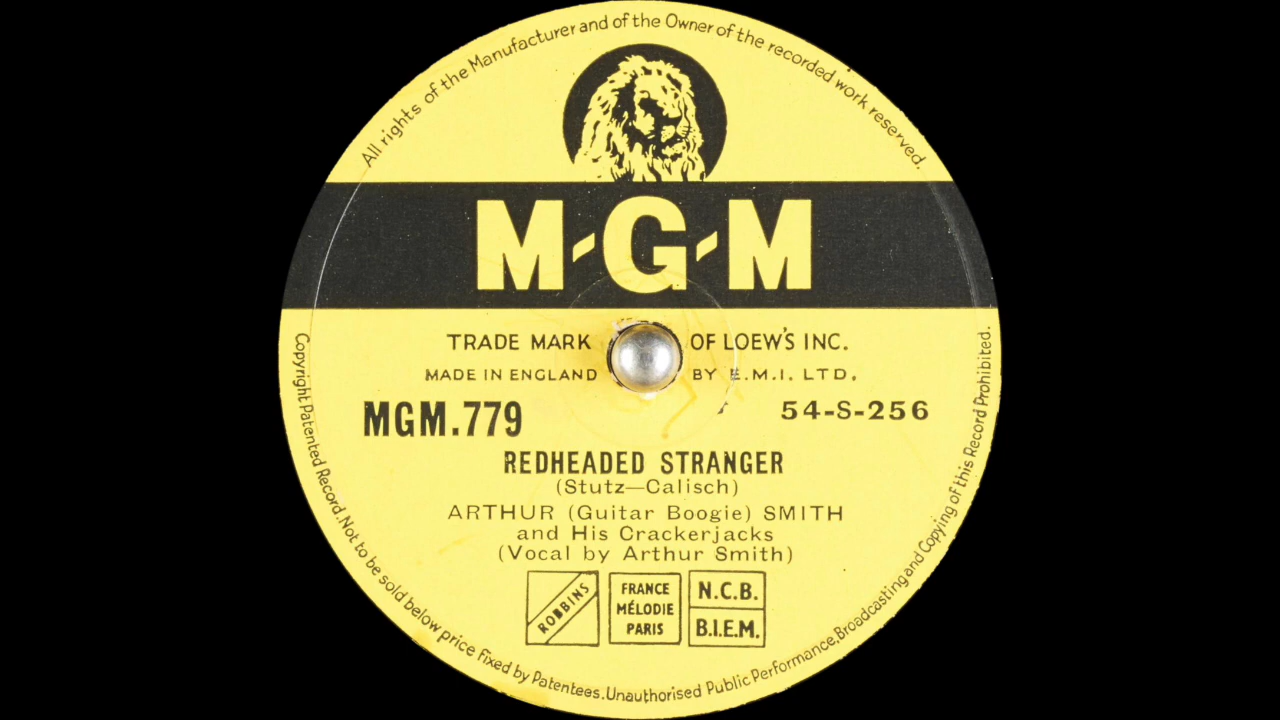 All rights of the Manufacturer and of the Owner of the recorded work reserved.
M-G-M
TRADE MARK OF LOEW'S INC.
MADE IN ENGLAND BY E.M.I. LTD.
MGM.779 54-S-256
REDHEADED STRANGER
(Stutz—Calisch)
ARTHUR (Guitar Boogie) SMITH
and His Crackerjacks
(Vocal by Arthur Smith)
ROBBINS
FRANCE
MÉLODIE
PARIS
N.C.B.
B.I.E.M.
Copyright Patented Record. Not to be sold below price fixed by Patentees. Unauthorised Public Performance, Broadcasting and Copying of this Record Prohibited.